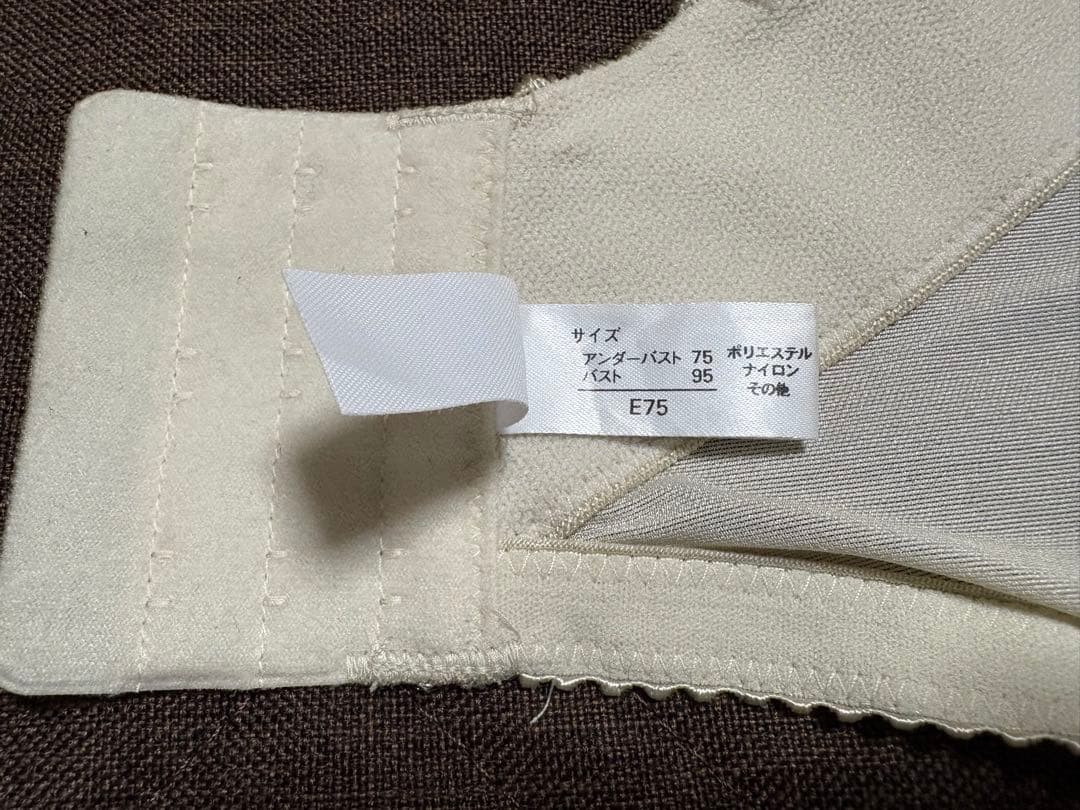 サイズ
アンダーバスト 75
バスト 95
E75
ポリエステル
ナイロン
その他